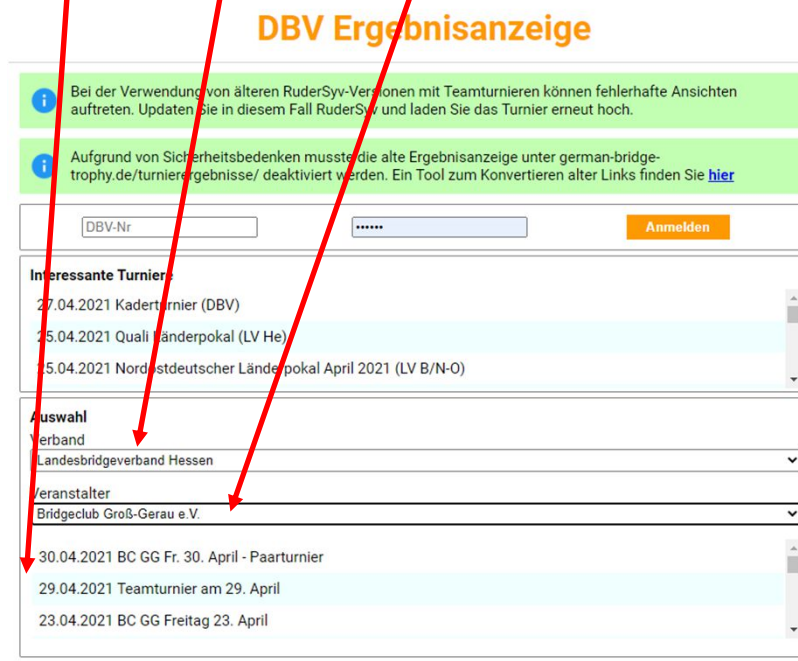 DBV Ergebnisanzeige
Bei der Verwendung von älteren RuderSyv-Versionen mit Teamturnieren können fehlerhafte Ansichten
auftreten. Updaten Sie in diesem Fall RuderSyv und laden Sie das Turnier erneut hoch.
Aufgrund von Sicherheitsbedenken musste die alte Ergebnisanzeige unter german-bridge-
trophy.de/turnierergebnisse/ deaktiviert werden. Ein Tool zum Konvertieren alter Links finden Sie hier
DBV-Nr •••••• Anmelden
Interessante Turniere
27.04.2021 Kaderturnier (DBV)
25.04.2021 Quali Länderpokal (LV He)
25.04.2021 Nordostdeutscher Länderpokal April 2021 (LV B/N-O)
Auswahl
Verband
Landesbridgeverband Hessen
Veranstalter
Bridgeclub Groß-Gerau e.V.
30.04.2021 BC GG Fr. 30. April - Paarturnier
29.04.2021 Teamturnier am 29. April
23.04.2021 BC GG Freitag 23. April